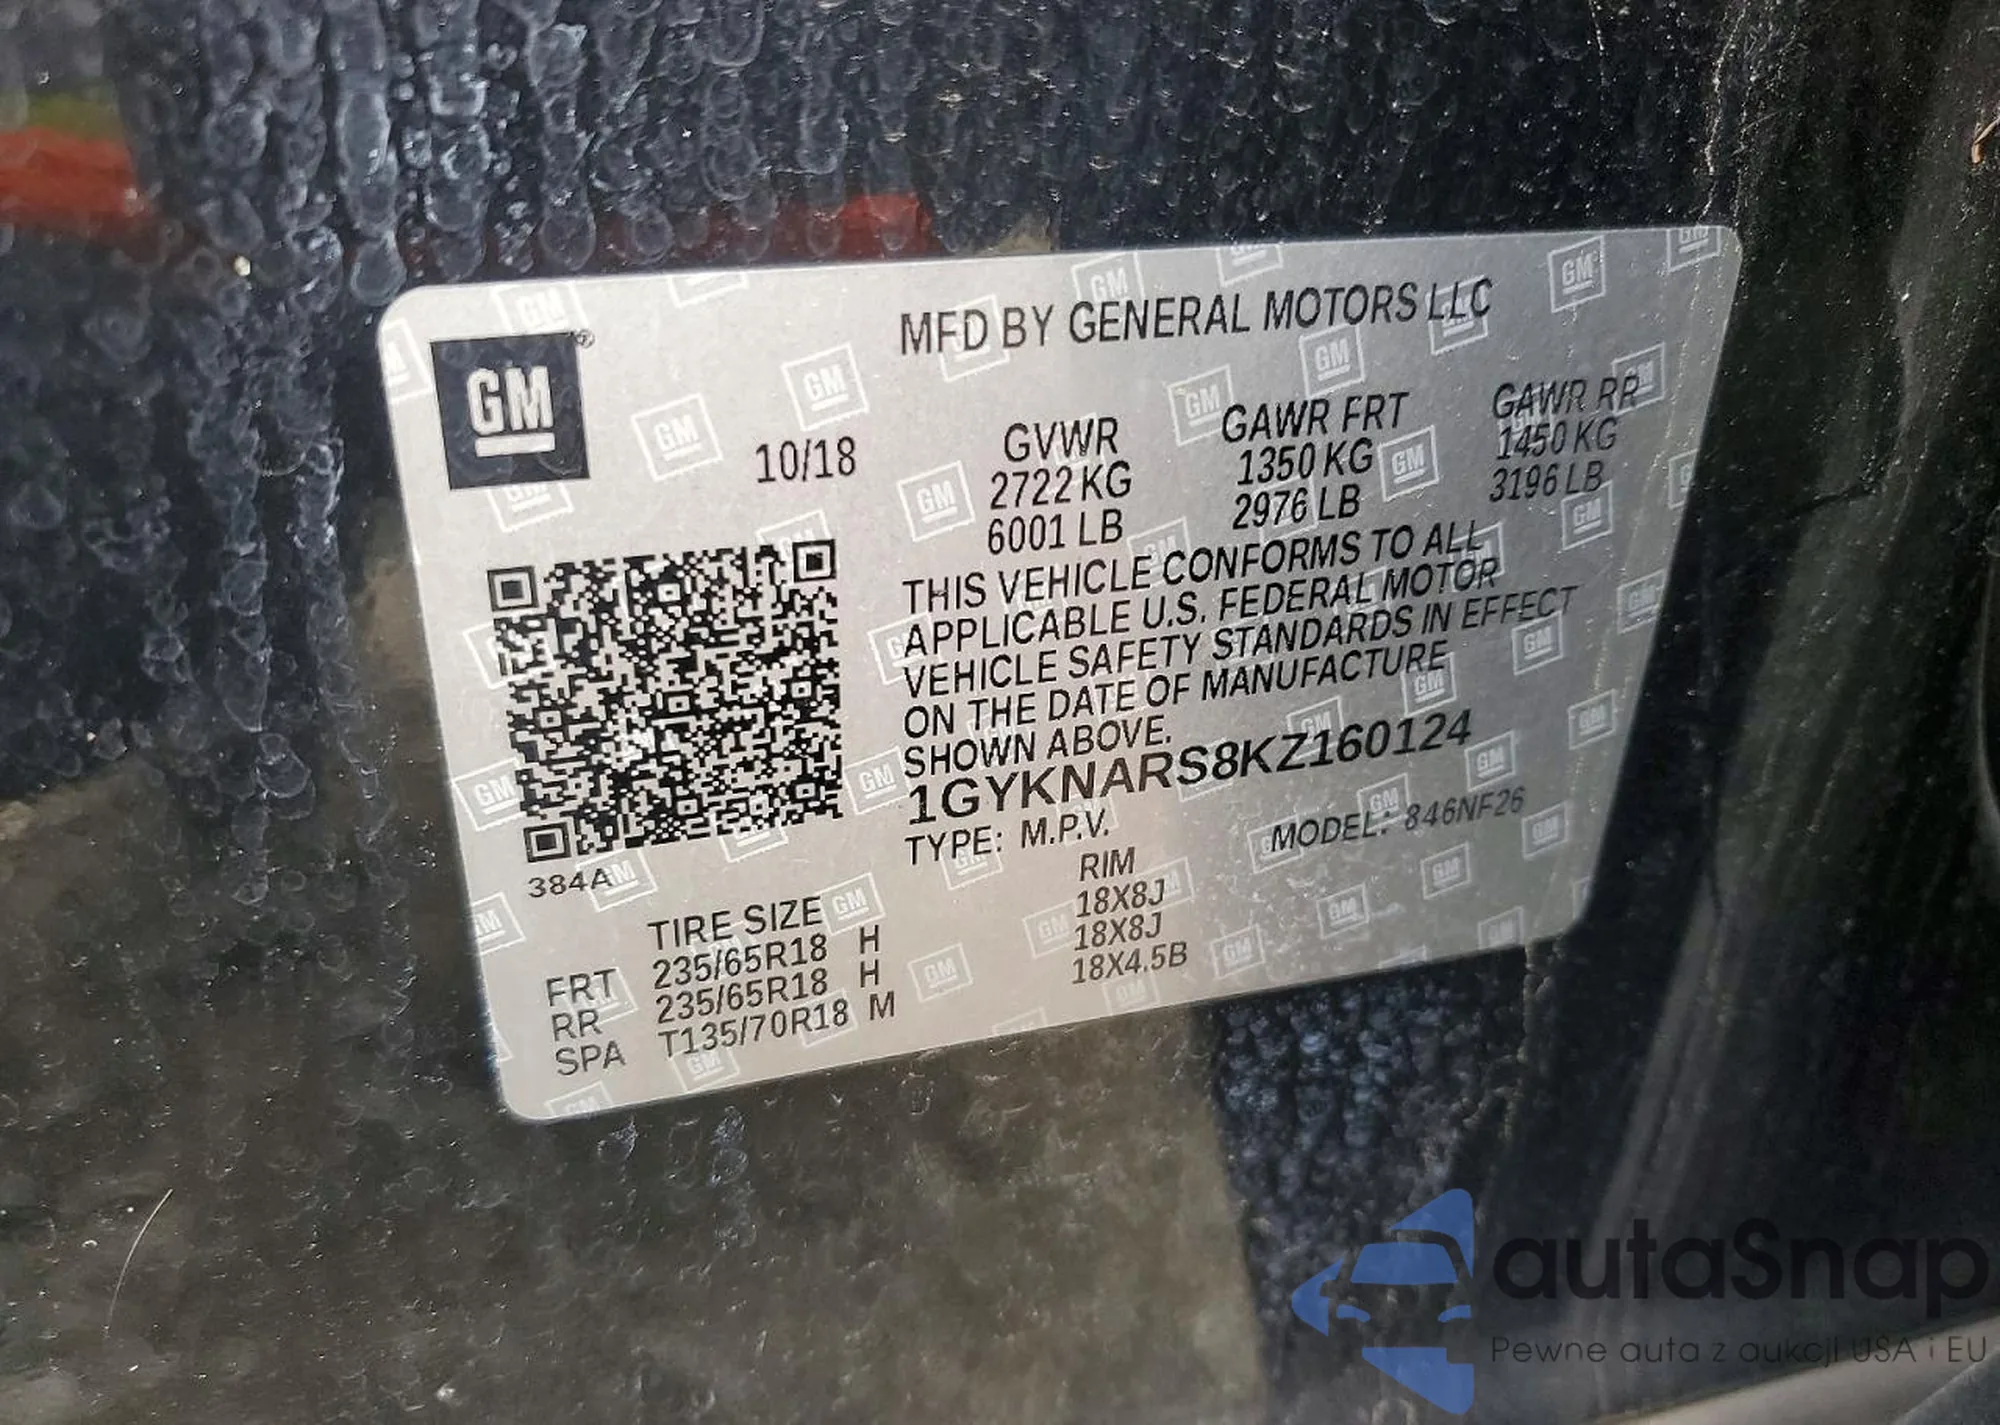 MFD BY GENERAL MOTORS LLC
GM
10/18
GVWR GAWR FRT GAWR RR
2722 KG 1350 KG 1450 KG
6001 LB 2976 LB 3196 LB
THIS VEHICLE CONFORMS TO ALL
APPLICABLE U.S. FEDERAL MOTOR
VEHICLE SAFETY STANDARDS IN EFFECT
ON THE DATE OF MANUFACTURE
SHOWN ABOVE.
1GYKNARS8KZ160124
TYPE: M.P.V. MODEL: 846NF26
384A
TIRE SIZE RIM
FRT 235/65R18 H 18X8J
RR 235/65R18 H 18X8J
SPA T135/70R18 M 18X4.5B
autaSnap
Pewne auta z aukcji USA i EU